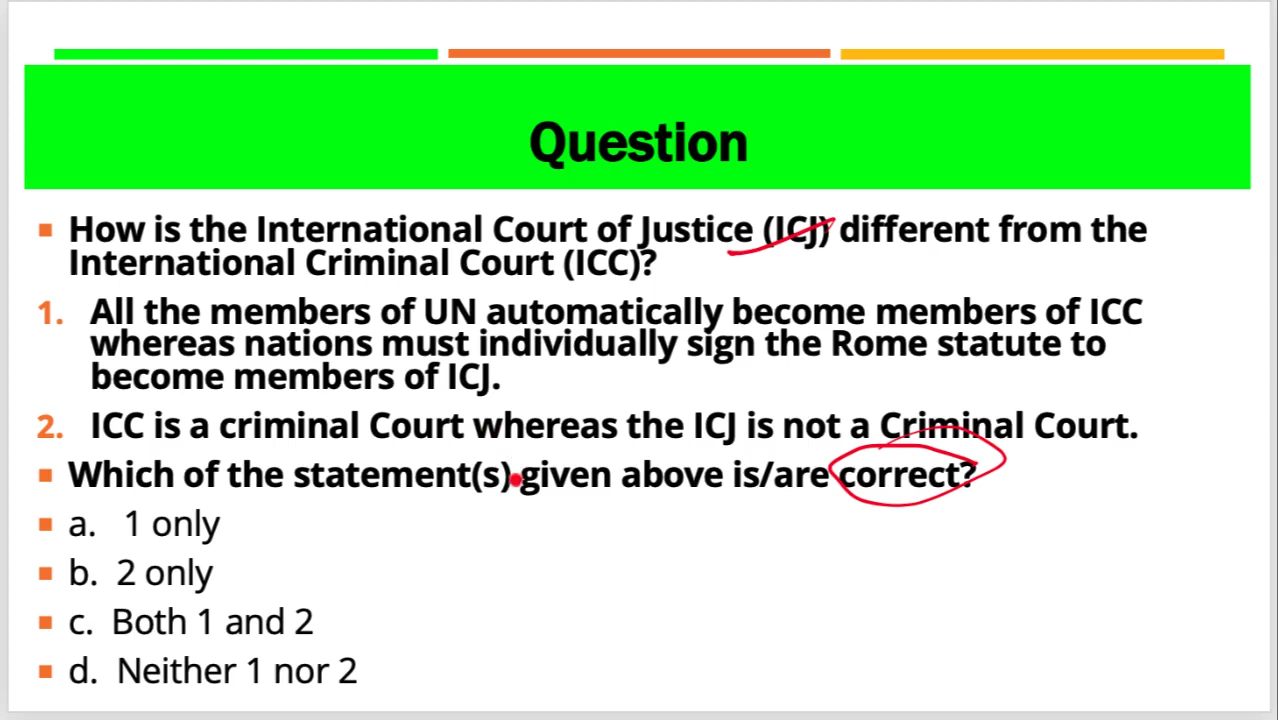 Question
How is the International Court of Justice (ICJ) different from the
International Criminal Court (ICC)?
1. All the members of UN automatically become members of ICC
whereas nations must individually sign the Rome statute to
become members of ICJ.
2. ICC is a criminal Court whereas the ICJ is not a Criminal Court.
Which of the statement(s) given above is/are correct?
a. 1 only
b. 2 only
c. Both 1 and 2
d. Neither 1 nor 2